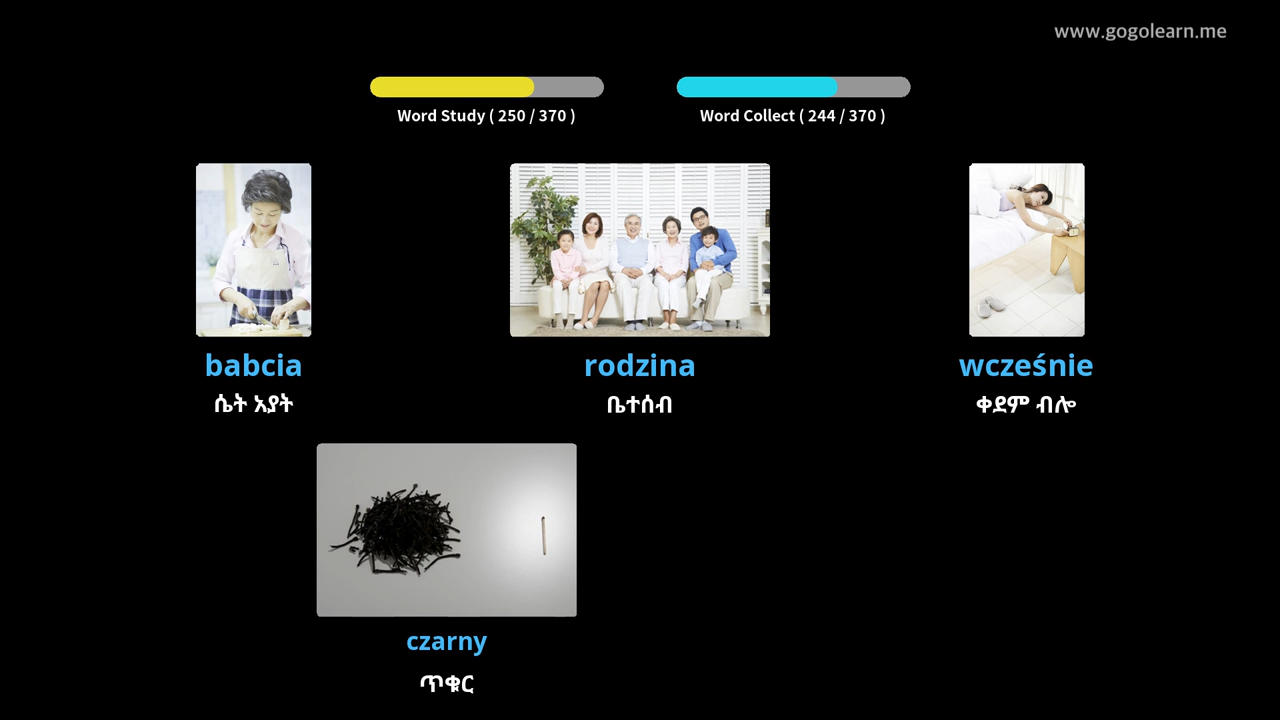 www.gogolearn.me
Word Study ( 250 / 370 )
Word Collect ( 244 / 370 )
babcia
ሴት አያት
rodzina
ቤተሰብ
wcześnie
ቀደም ብሎ
czarny
ጥቁር